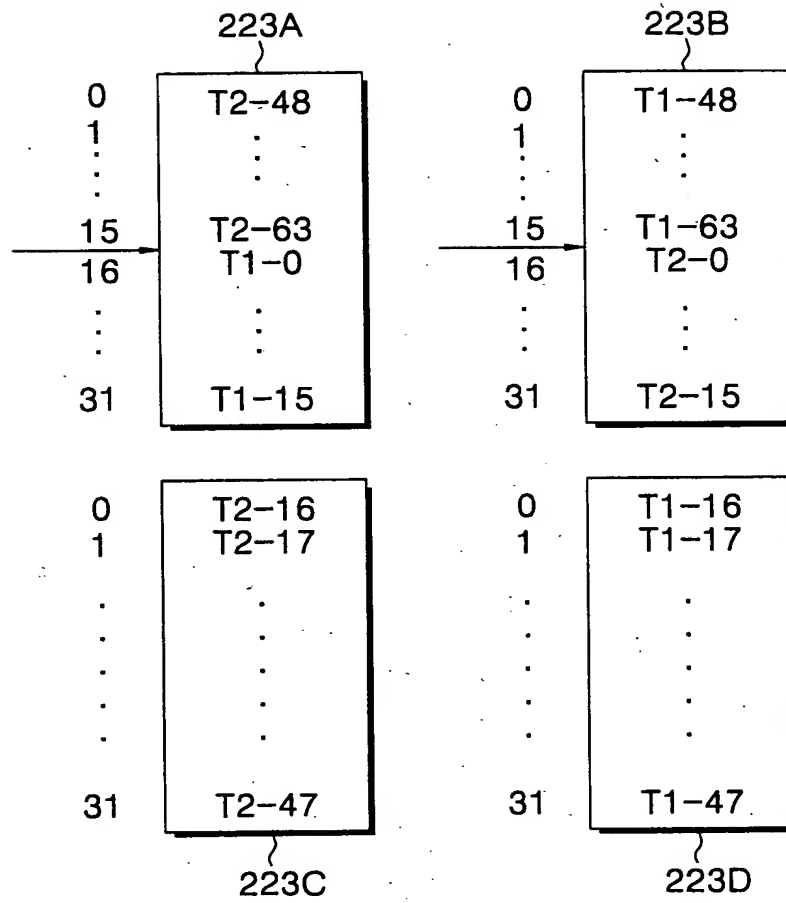 223A
0 T2-48
1
15 T2-63
16 T1-0
31 T1-15
223B
0 T1-48
1
15 T1-63
16 T2-0
31 T2-15
0 T2-16
1 T2-17
31 T2-47
223C
0 T1-16
1 T1-17
31 T1-47
223D